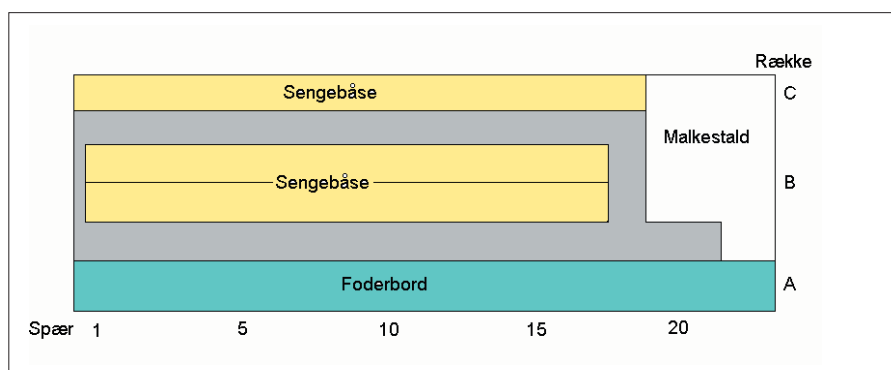 Række
Sengebåse
C
Malkestald
Sengebåse
B
Foderbord
A
Spær 1 5 10 15 20